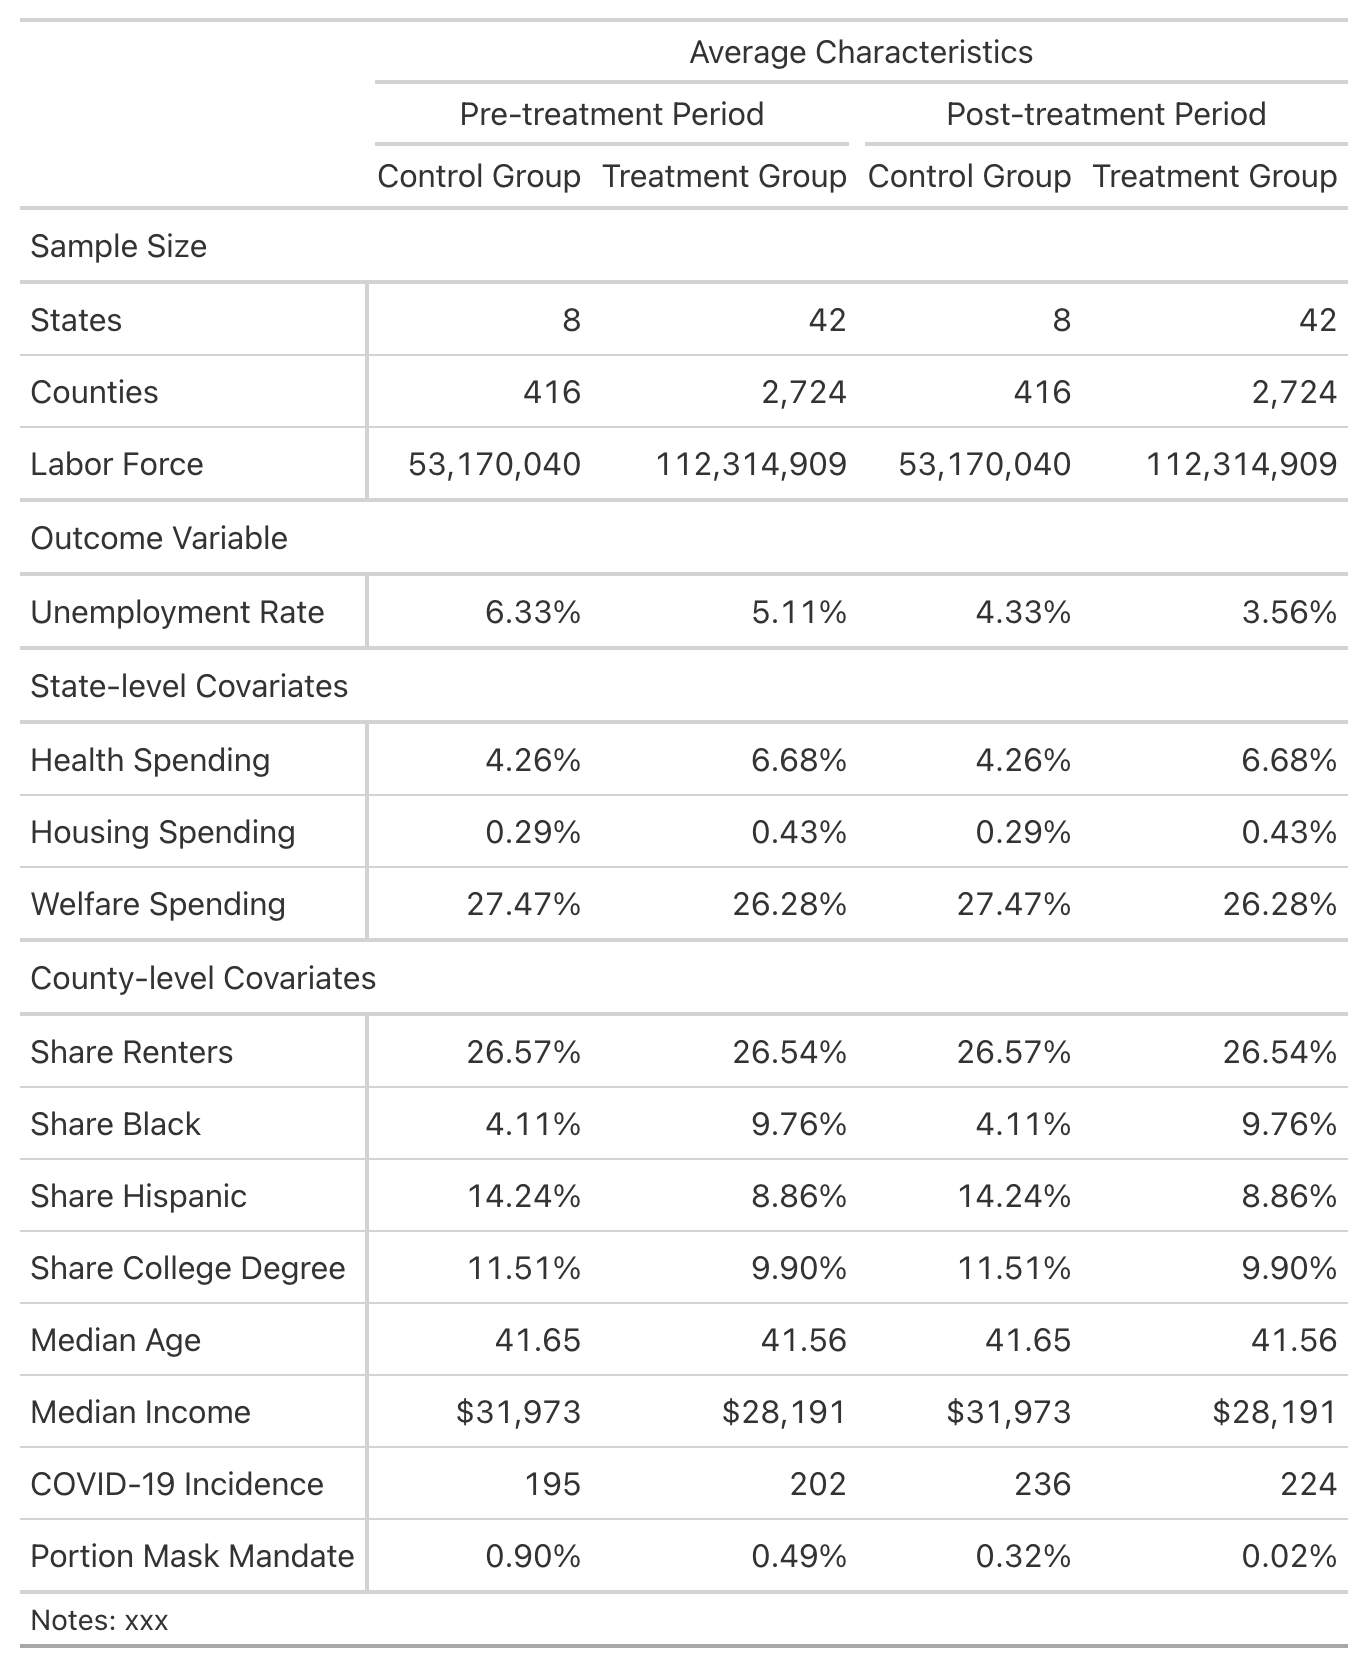 Average Characteristics
Pre-treatment Period Post-treatment Period
Control Group Treatment Group Control Group Treatment Group
Sample Size
States 8 42 8 42
Counties 416 2,724 416 2,724
Labor Force 53,170,040 112,314,909 53,170,040 112,314,909
Outcome Variable
Unemployment Rate 6.33% 5.11% 4.33% 3.56%
State-level Covariates
Health Spending 4.26% 6.68% 4.26% 6.68%
Housing Spending 0.29% 0.43% 0.29% 0.43%
Welfare Spending 27.47% 26.28% 27.47% 26.28%
County-level Covariates
Share Renters 26.57% 26.54% 26.57% 26.54%
Share Black 4.11% 9.76% 4.11% 9.76%
Share Hispanic 14.24% 8.86% 14.24% 8.86%
Share College Degree 11.51% 9.90% 11.51% 9.90%
Median Age 41.65 41.56 41.65 41.56
Median Income $31,973 $28,191 $31,973 $28,191
COVID-19 Incidence 195 202 236 224
Portion Mask Mandate 0.90% 0.49% 0.32% 0.02%
Notes: xxx